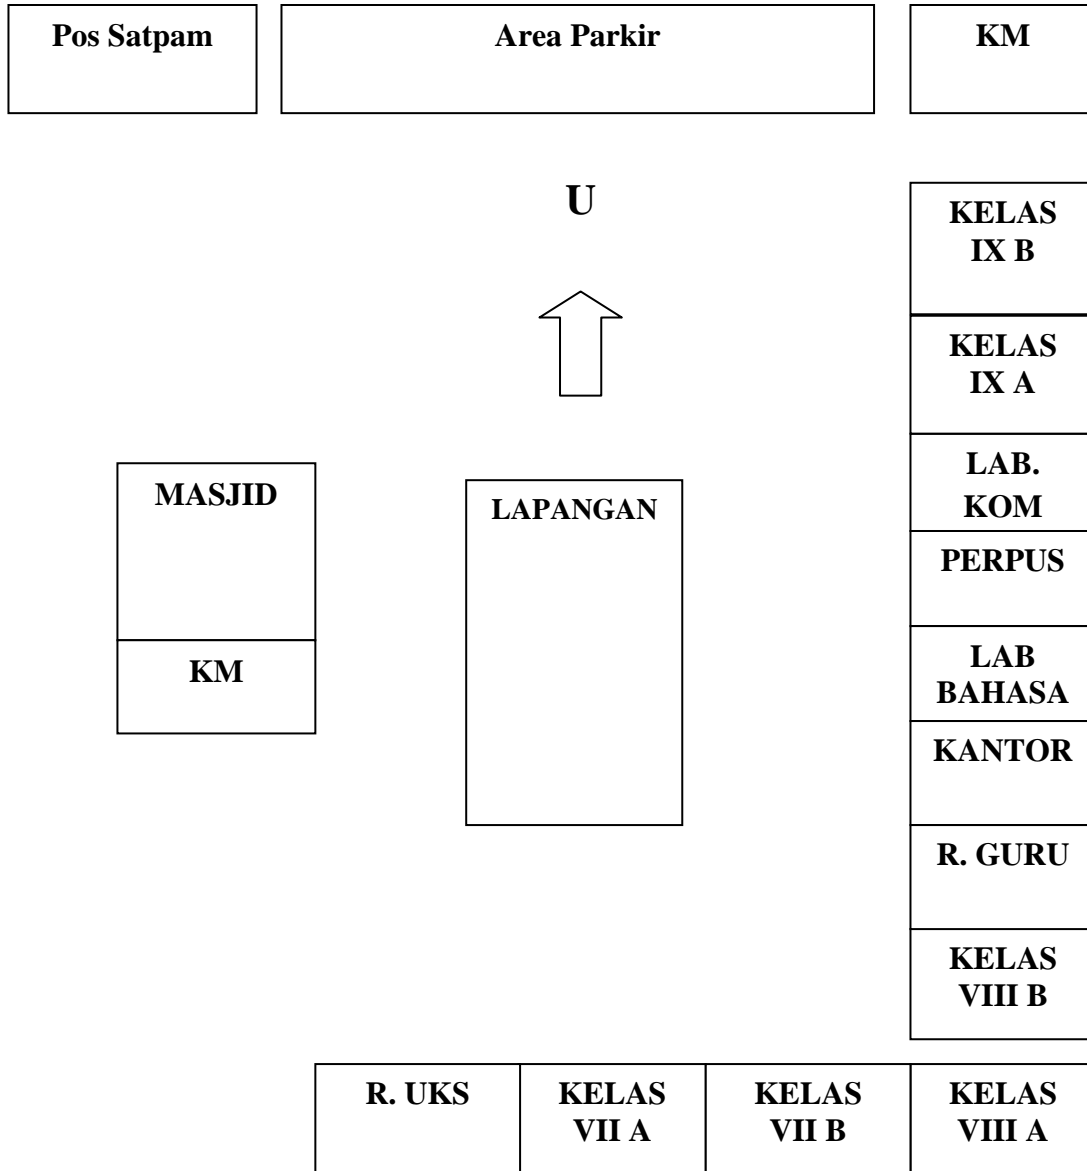 Pos Satpam
Area Parkir
KM
U
KELAS
IX B
KELAS
IX A
MASJID
LAPANGAN
LAB.
KOM
PERPUS
KM
LAB
BAHASA
KANTOR
R. GURU
KELAS
VIII B
R. UKS
KELAS
VII A
KELAS
VII B
KELAS
VIII A